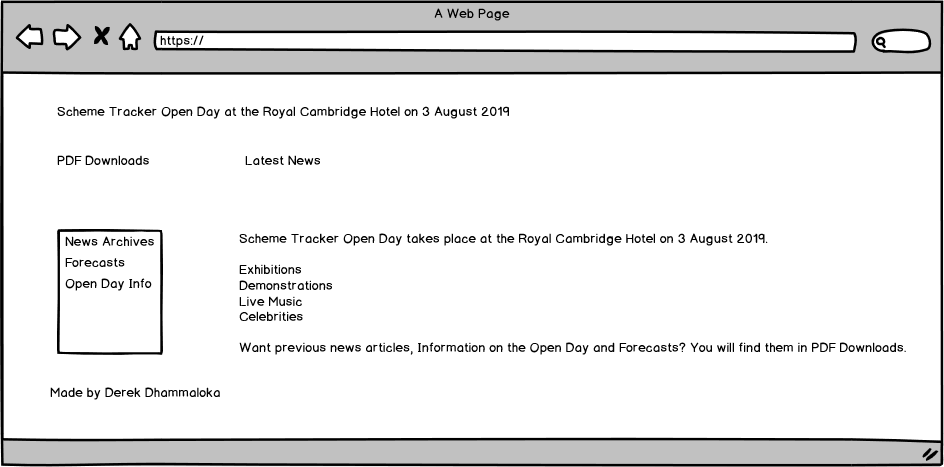 A Web Page
https://
Scheme Tracker Open Day at the Royal Cambridge Hotel on 3 August 2019
PDF Downloads
Latest News
News Archives
Forecasts
Open Day Info
Scheme Tracker Open Day takes place at the Royal Cambridge Hotel on 3 August 2019.
Exhibitions
Demonstrations
Live Music
Celebrities
Want previous news articles, Information on the Open Day and Forecasts? You will find them in PDF Downloads.
Made by Derek Dhammaloka